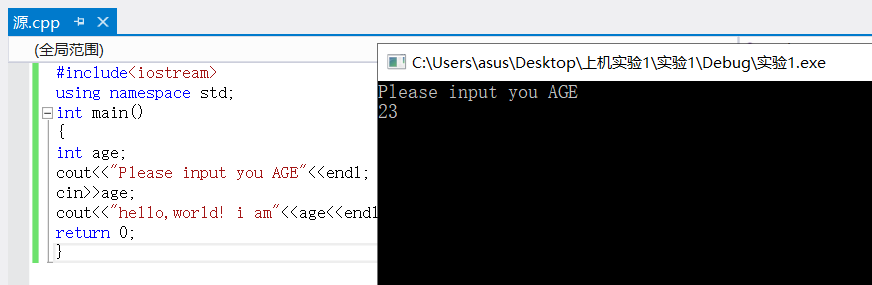 源.cpp
(全局范围)
#include<iostream>
using namespace std;
int main()
{
int age;
cout<<"Please input you AGE"<<endl;
cin>>age;
cout<<"hello,world! i am"<<age<<endl
return 0;
}
C:\Users\asus\Desktop\上机实验1\实验1\Debug\实验1.exe
Please input you AGE
23